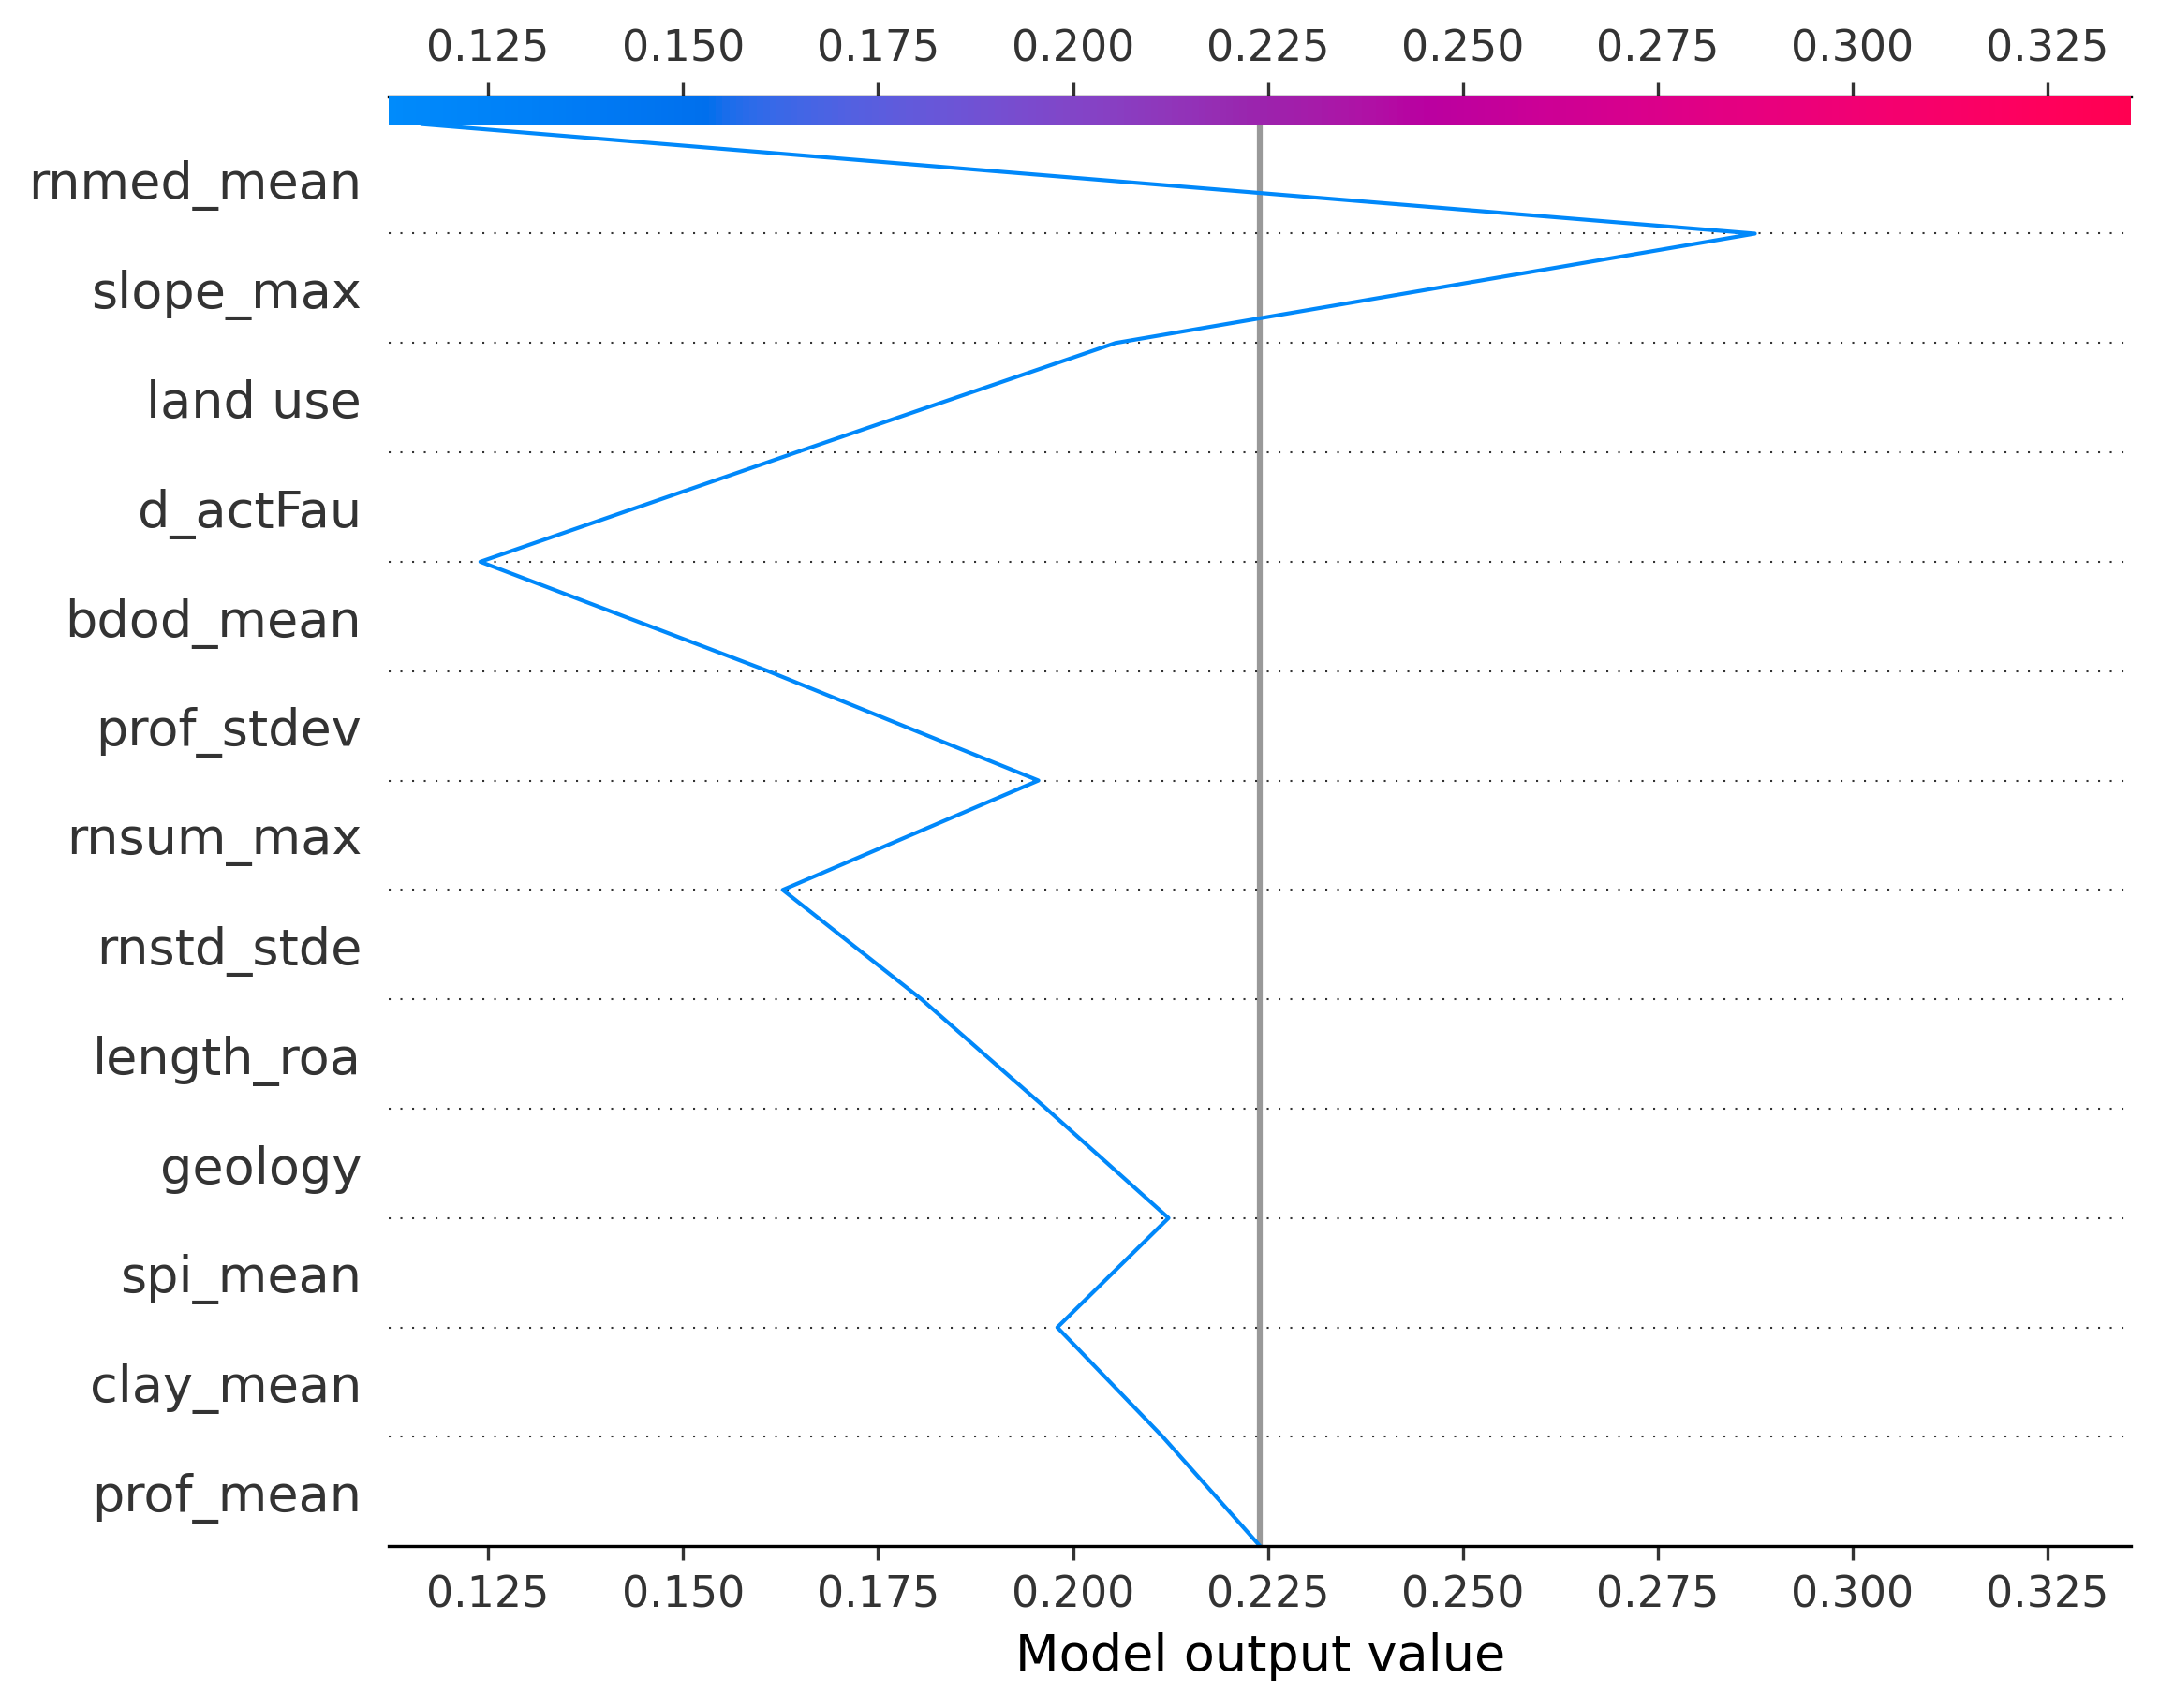 0.125 0.150 0.175 0.200 0.225 0.250 0.275 0.300 0.325
rnmed_mean
slope_max
land use
d_actFau
bdod_mean
prof_stdev
rnsum_max
rnstd_stde
length_roa
geology
spi_mean
clay_mean
prof_mean
0.125 0.150 0.175 0.200 0.225 0.250 0.275 0.300 0.325
Model output value